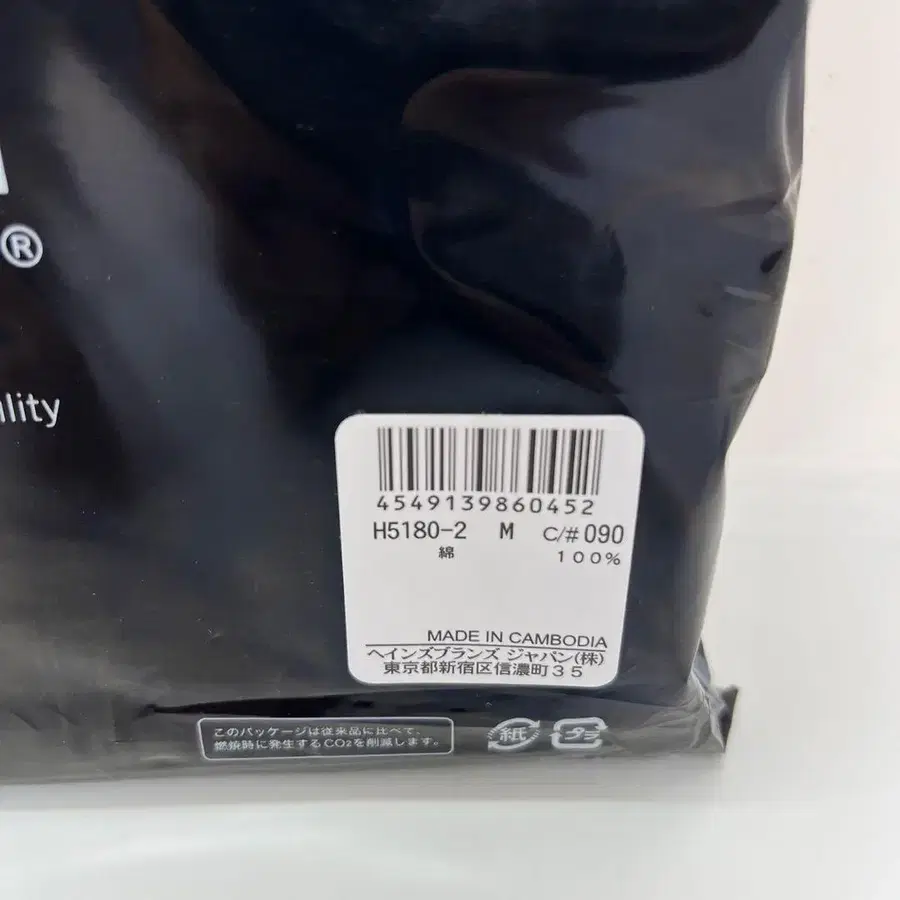 ®
4549139860452
H5180-2 M C/# 090
綿 100%
MADE IN CAMBODIA
ヘインズブランズ ジャパン(株)
東京都新宿区信濃町35
このパッケージは従来品に比べて、
燃焼時に発生するCO2を削減します。
紙 プラ